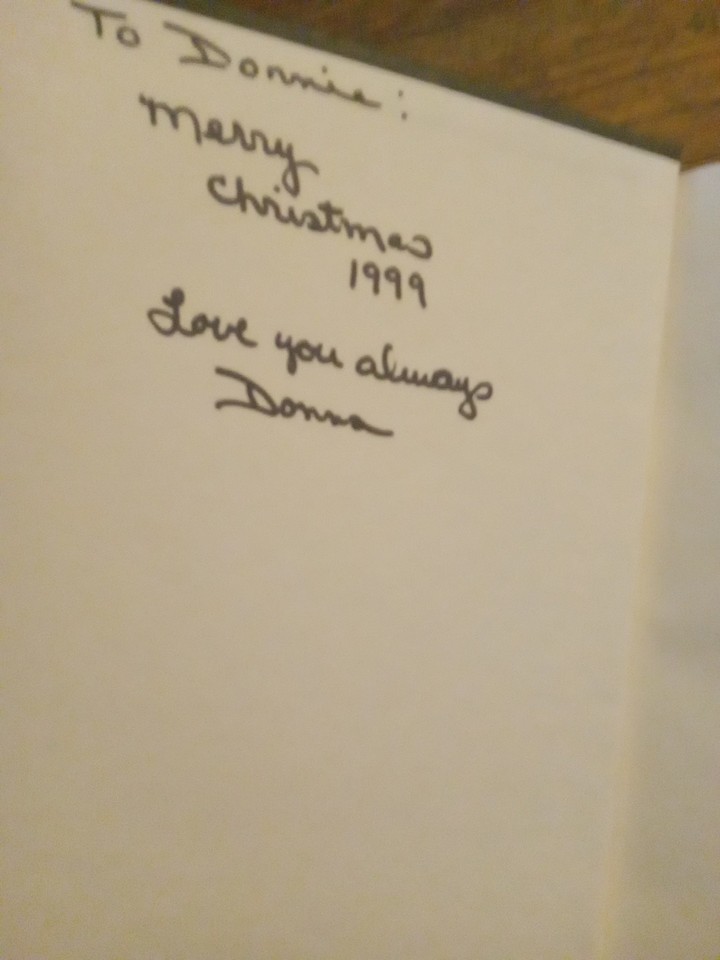 To Donnie:
Merry
Christmas
1999
Love you always
Donna